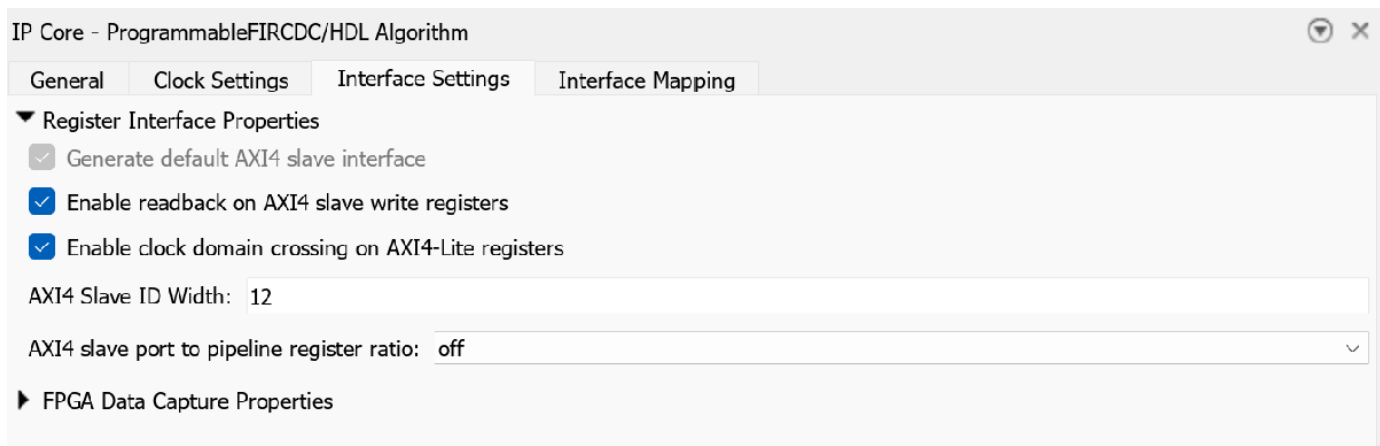 IP Core - ProgrammableFIRCDC/HDL Algorithm
General Clock Settings Interface Settings Interface Mapping
Register Interface Properties
Generate default AXI4 slave interface
Enable readback on AXI4 slave write registers
Enable clock domain crossing on AXI4-Lite registers
AXI4 Slave ID Width: 12
AXI4 slave port to pipeline register ratio: off
FPGA Data Capture Properties